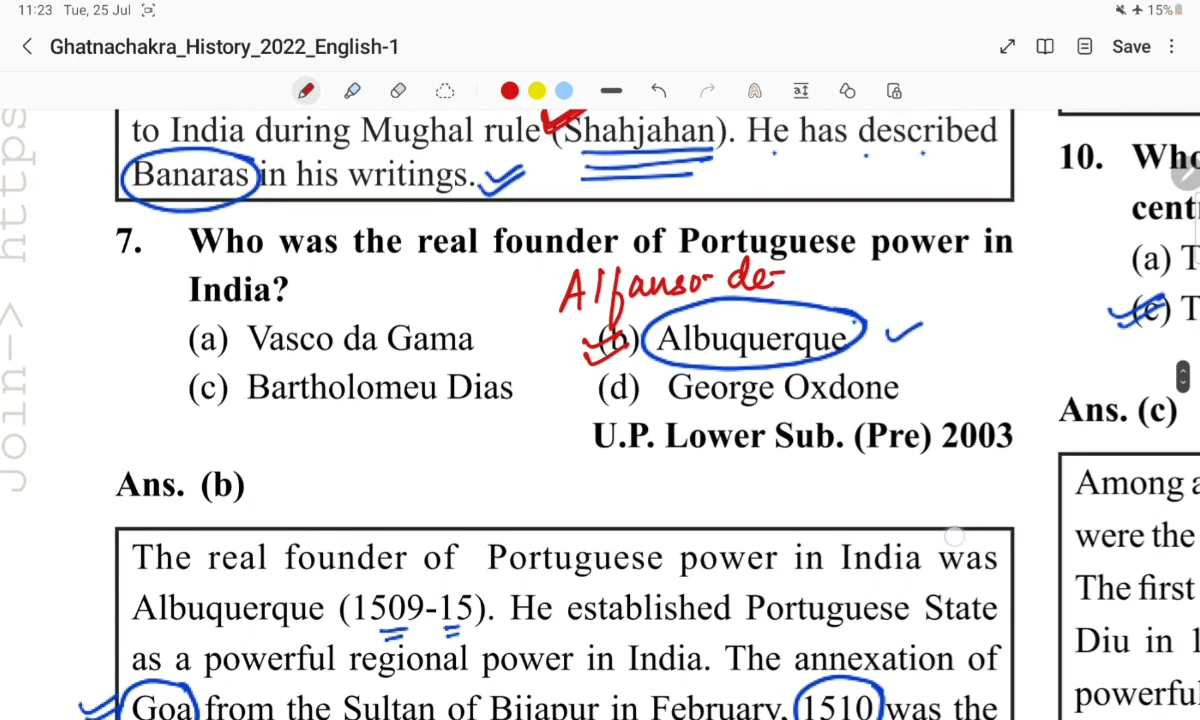 11:23 Tue, 25 Jul
15%
Ghatnachakra_History_2022_English-1
Save
Join-> https
to India during Mughal rule (Shahjahan). He has described
Banaras in his writings.
7. Who was the real founder of Portuguese power in
India?
Alfanso- de-
(a) Vasco da Gama (b) Albuquerque
(c) Bartholomeu Dias (d) George Oxdone
U.P. Lower Sub. (Pre) 2003
Ans. (b)
The real founder of Portuguese power in India was
Albuquerque (1509-15). He established Portuguese State
as a powerful regional power in India. The annexation of
Goa from the Sultan of Bijapur in February, 1510 was the
10. Who
cent
(a) T
(c) T
Ans. (c)
Among a
were the
The first
Diu in 1
powerful